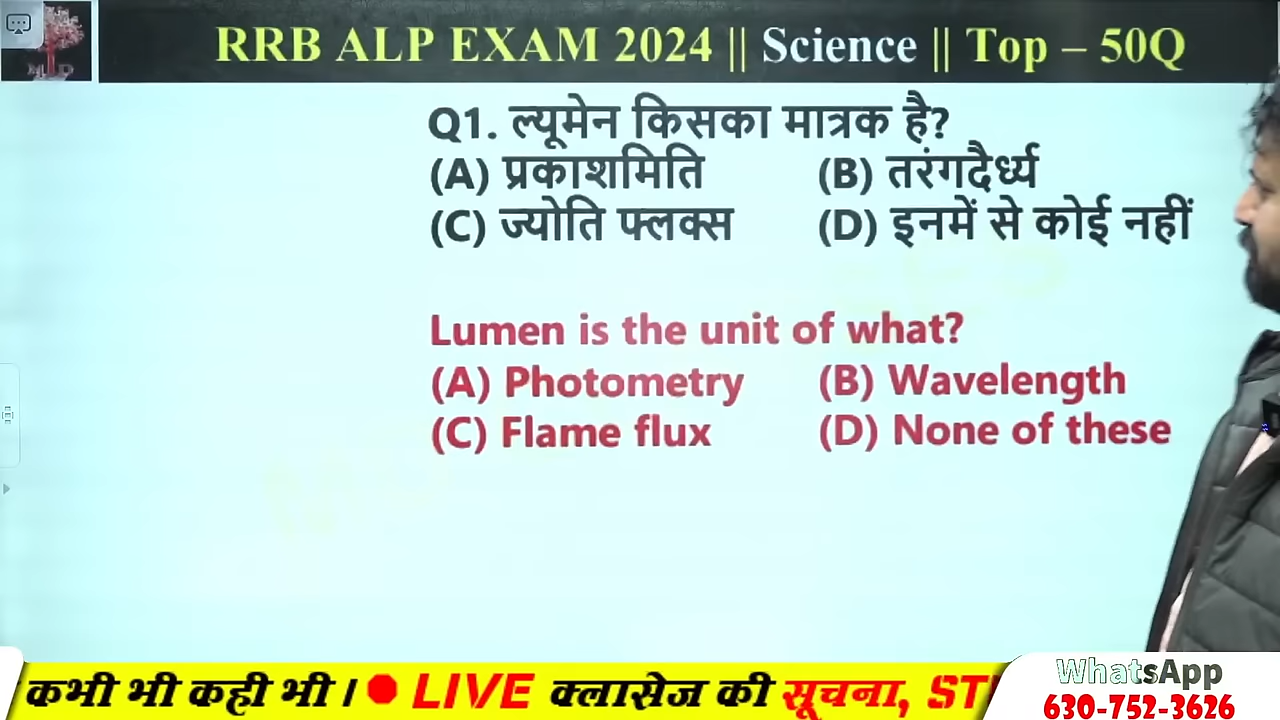 RRB ALP EXAM 2024 || Science || Top – 50Q
Q1. ल्यूमेन किसका मात्रक है?
(A) प्रकाशमिति (B) तरंगदैर्ध्य
(C) ज्योति फ्लक्स (D) इनमें से कोई नहीं
Lumen is the unit of what?
(A) Photometry (B) Wavelength
(C) Flame flux (D) None of these
कभी भी कही भी । LIVE क्लासेज की सूचना, ST
WhatsApp
630-752-3626